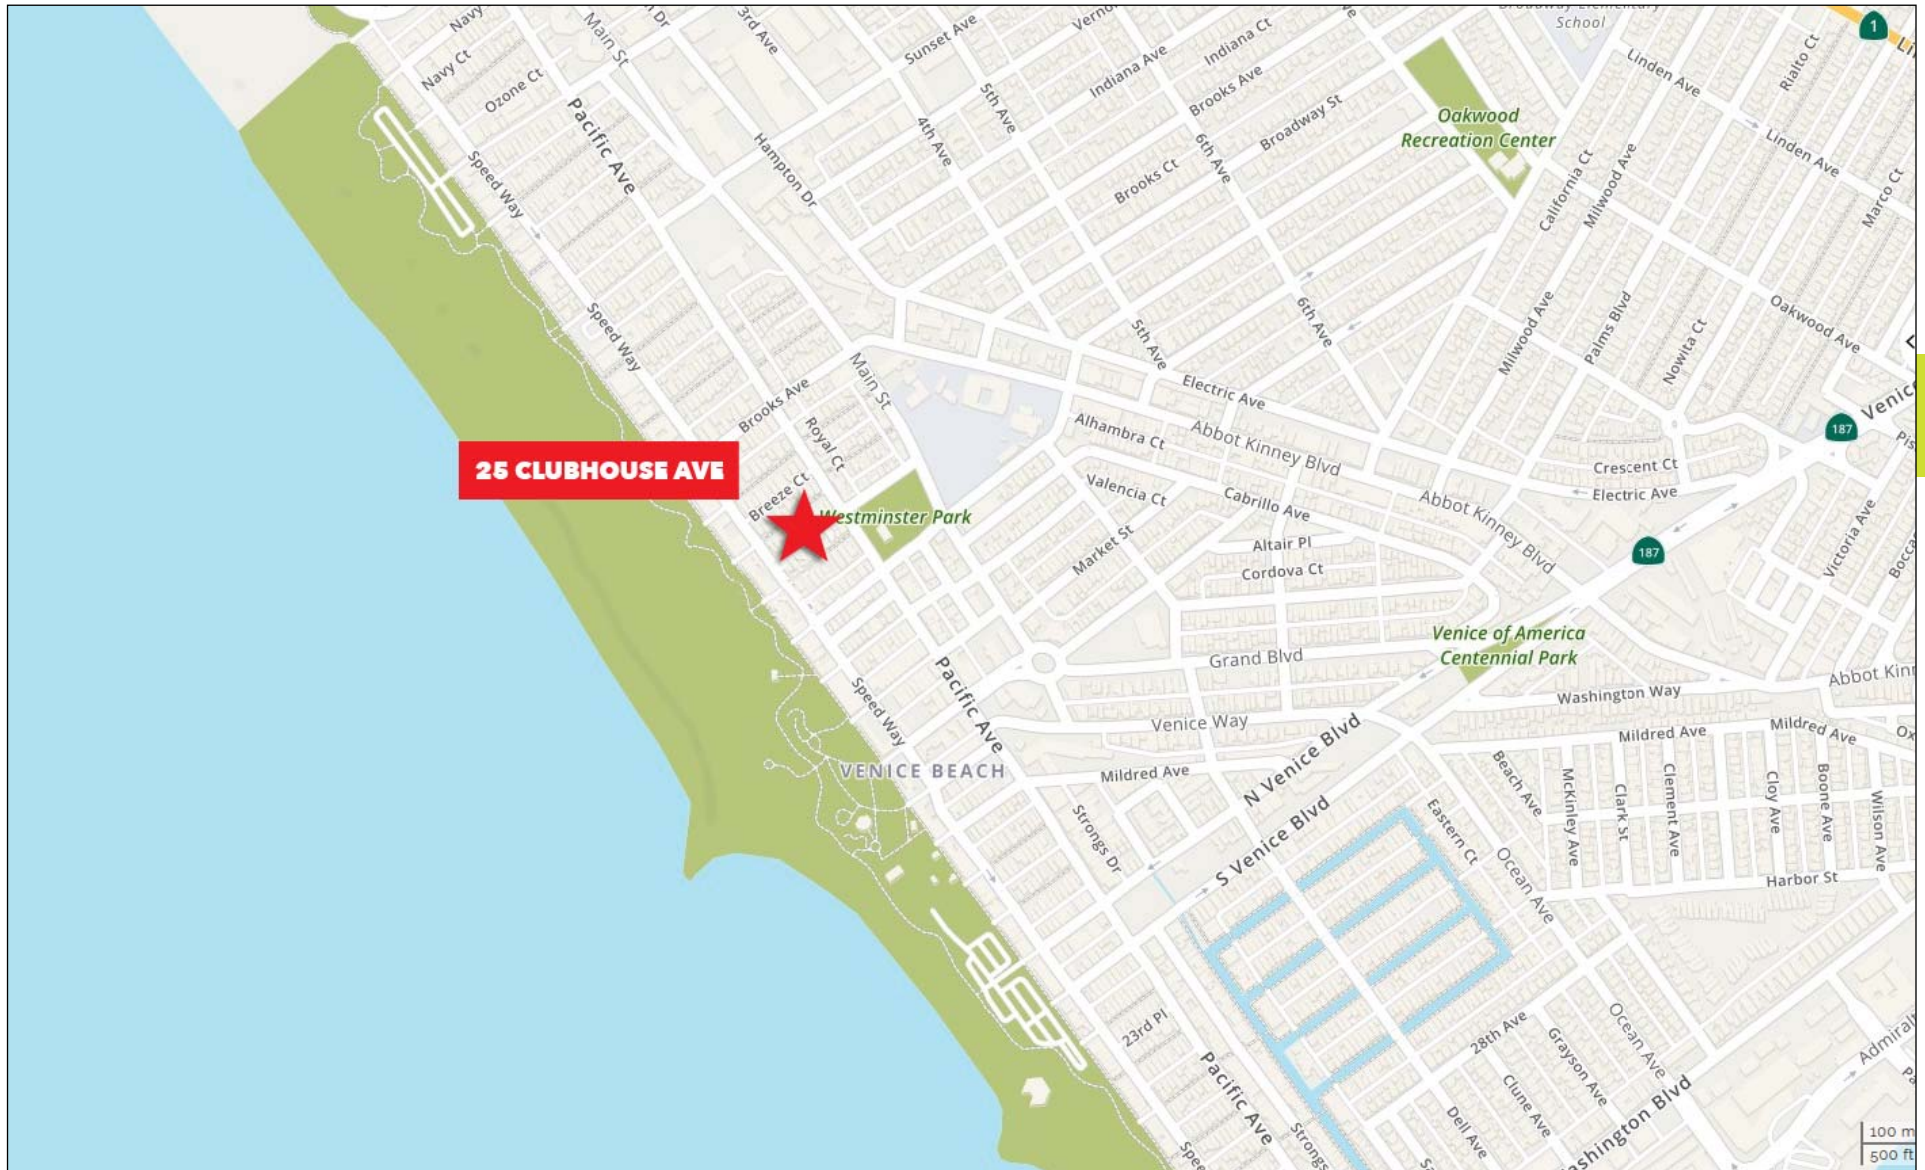 Navy
Main St
Dr
3rd Ave
Sunset Ave
Indiana Ct
School
1
Rialto Ct
Navy Ct
Ozone Ct
Pacific Ave
5th Ave
Indiana Ave
Brooks Ave
Linden Ave
Oakwood
Recreation Center
4th Ave
Broadway St
Linden Ave
Speed Way
Hampton Dr
6th Ave
Brooks Ct
California Ct
Milwood Ave
Marco Ct
Speed Way
5th Ave
6th Ave
Milwood Ave
Palms Blvd
Nowita Ct
Oakwood Ave
Main St
Brooks Ave
Electric Ave
Royal Ct
Alhambra Ct
Abbot Kinney Blvd
187
25 CLUBHOUSE AVE
Crescent Ct
Electric Ave
Breeze Ct
Valencia Ct
Cabrillo Ave
Abbot Kinney Blvd
Westminster Park
Market St
Altair Pl
Cordova Ct
187
Victoria Ave
Venice of America
Centennial Park
Pacific Ave
Speed Way
Grand Blvd
Washington Way
Venice Way
N Venice Blvd
Mildred Ave
Mildred Ave
VENICE BEACH
Mildred Ave
Strongs Dr
S Venice Blvd
Eastern Ct
Beach Ave
McKinley Ave
Clark St
Clement Ave
Cloy Ave
Boone Ave
Wilson Ave
Ocean Ave
Harbor St
23rd Pl
Pacific Ave
28th Ave
Ocean Ave
Grayson Ave
Clune Ave
Dell Ave
Strongs
ashington Blvd
100 m
500 ft